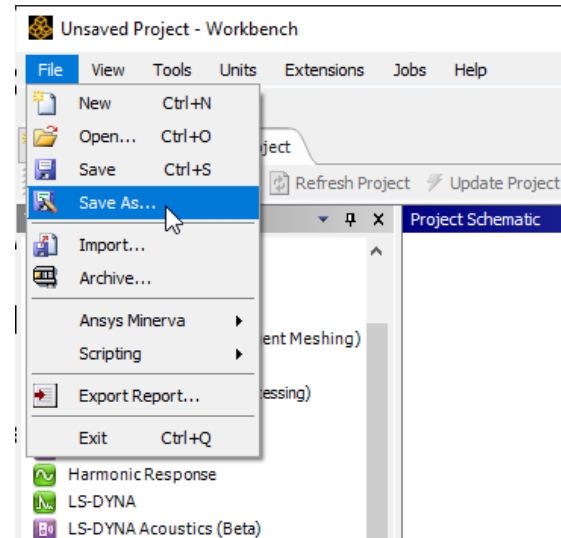 Unsaved Project - Workbench
File View Tools Units Extensions Jobs Help
New Ctrl+N
Open... Ctrl+O
Save Ctrl+S
Refresh Project Update Project
Save As...
Project Schematic
Import...
Archive...
Ansys Minerva
ent Meshing)
Scripting
Export Report...
essing)
Exit Ctrl+Q
Harmonic Response
LS-DYNA
LS-DYNA Acoustics (Beta)